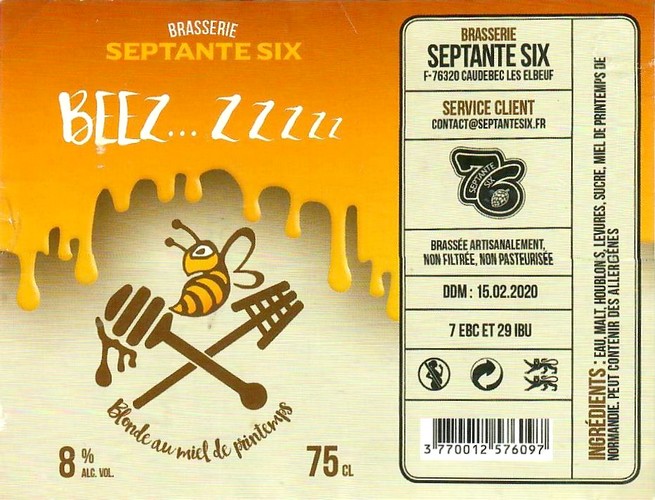 BRASSERIE
SEPTANTE SIX
BEEZ... Z Z Z Z Z
Blonde au miel de printemps
8 % ALC. VOL.
75 CL
BRASSERIE
SEPTANTE SIX
F-76320 CAUDEBEC LES ELBEUF
SERVICE CLIENT
CONTACT@SEPTANTESIX.FR
76
SEPTANTE
SIX
BRASSÉE ARTISANALEMENT,
NON FILTRÉE, NON PASTEURISÉE
DDM : 15.02.2020
7 EBC ET 29 IBU
3 770012 576097
INGRÉDIENTS : EAU, MALT, HOUBLONS, LEVURES, SUCRE, MIEL DE PRINTEMPS DE
NORMANDIE. PEUT CONTENIR DES ALLERGÈNES